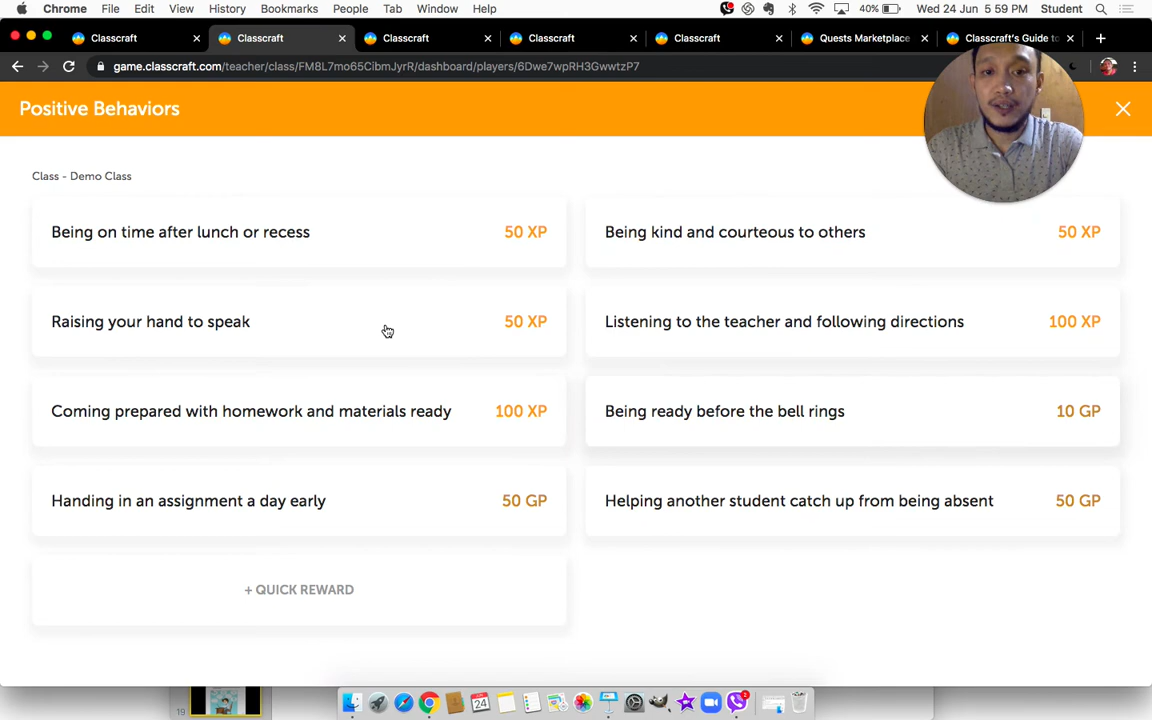 Chrome File Edit View History Bookmarks People Tab Window Help 40% Wed 24 Jun 5:59 PM Student
Classcraft Classcraft Classcraft Classcraft Classcraft Quests Marketplace Classcraft's Guide to
game.classcraft.com/teacher/class/FM8L7mo65CibmJyrR/dashboard/players/6Dwe7wpRH3GwwtzP7
Positive Behaviors
Class - Demo Class
Being on time after lunch or recess 50 XP
Being kind and courteous to others 50 XP
Raising your hand to speak 50 XP
Listening to the teacher and following directions 100 XP
Coming prepared with homework and materials ready 100 XP
Being ready before the bell rings 10 GP
Handing in an assignment a day early 50 GP
Helping another student catch up from being absent 50 GP
+ QUICK REWARD
19
24
2